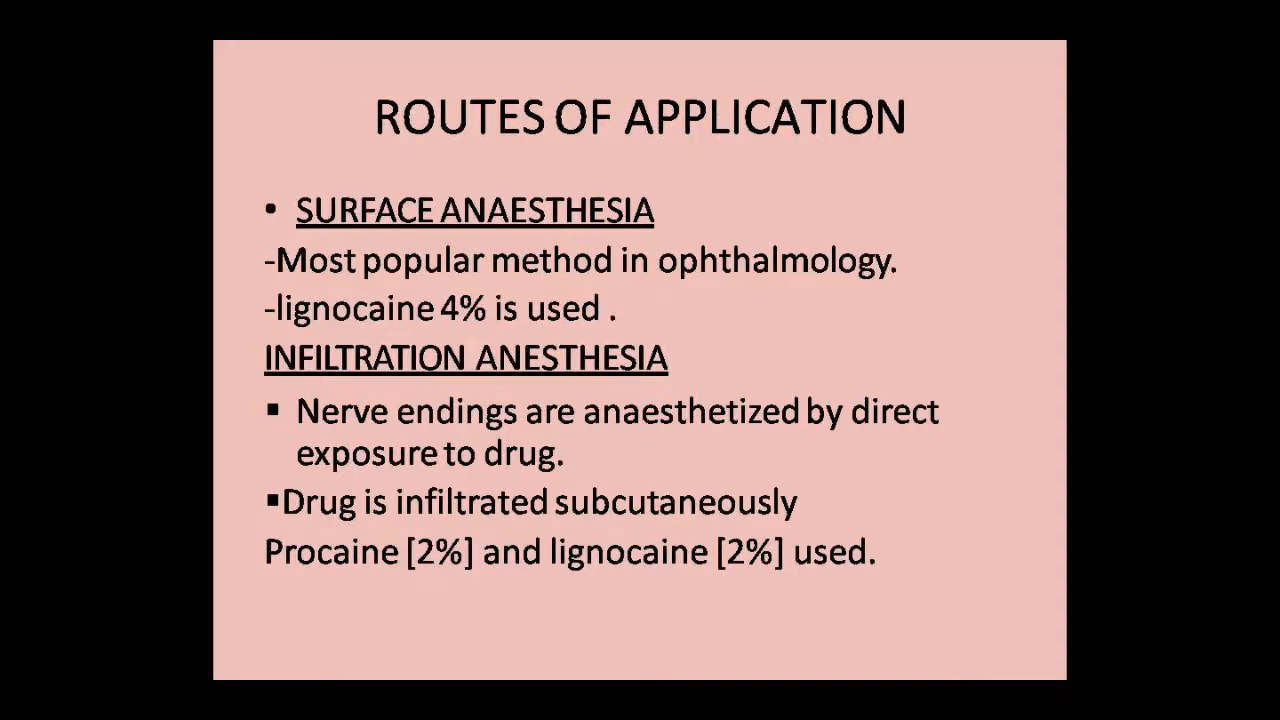 ROUTES OF APPLICATION
• SURFACE ANAESTHESIA
-Most popular method in ophthalmology.
-lignocaine 4% is used .
INFILTRATION ANESTHESIA
▪ Nerve endings are anaesthetized by direct
exposure to drug.
▪Drug is infiltrated subcutaneously
Procaine [2%] and lignocaine [2%] used.